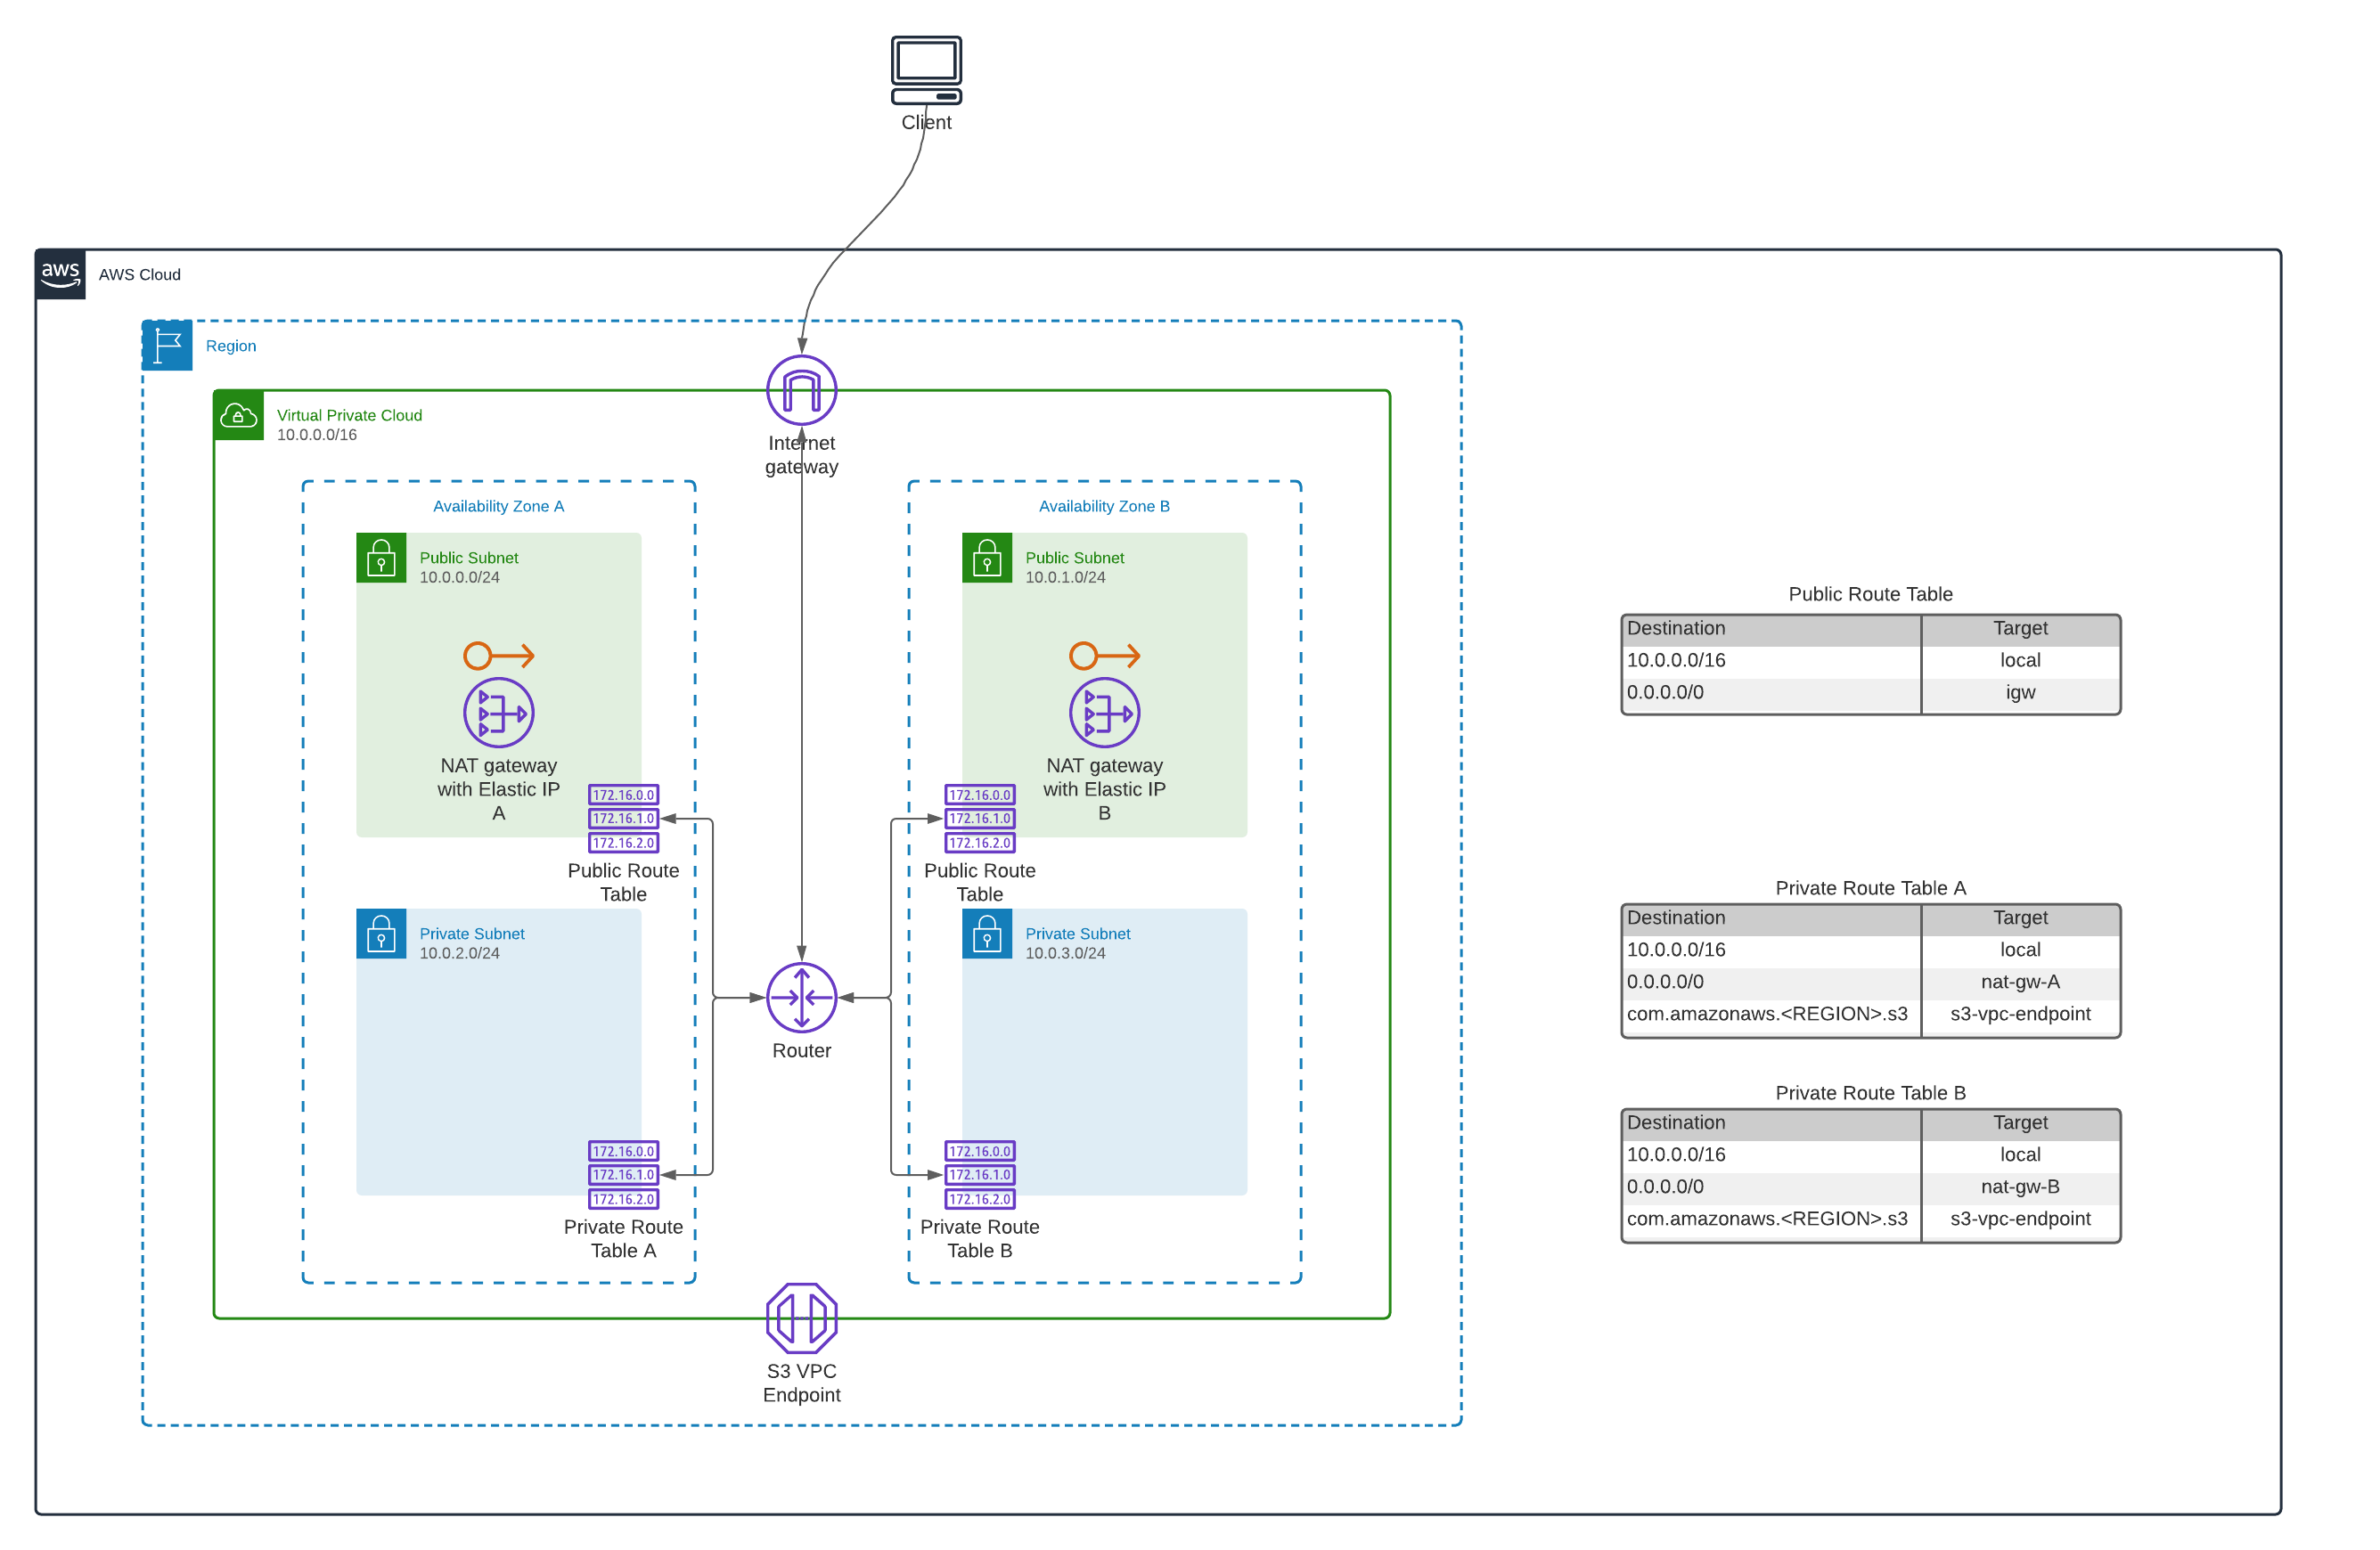 Client
aws
AWS Cloud
Region
Virtual Private Cloud
10.0.0.0/16
Internet
gateway
Availability Zone A
Public Subnet
10.0.0.0/24
NAT gateway
with Elastic IP
A
172.16.0.0
172.16.1.0
172.16.2.0
Public Route
Table
Private Subnet
10.0.2.0/24
172.16.0.0
172.16.1.0
172.16.2.0
Private Route
Table A
Router
Availability Zone B
Public Subnet
10.0.1.0/24
NAT gateway
with Elastic IP
B
172.16.0.0
172.16.1.0
172.16.2.0
Public Route
Table
Private Subnet
10.0.3.0/24
172.16.0.0
172.16.1.0
172.16.2.0
Private Route
Table B
S3 VPC
Endpoint
Public Route Table
Destination Target
10.0.0.0/16 local
0.0.0.0/0 igw
Private Route Table A
Destination Target
10.0.0.0/16 local
0.0.0.0/0 nat-gw-A
com.amazonaws.<REGION>.s3 s3-vpc-endpoint
Private Route Table B
Destination Target
10.0.0.0/16 local
0.0.0.0/0 nat-gw-B
com.amazonaws.<REGION>.s3 s3-vpc-endpoint